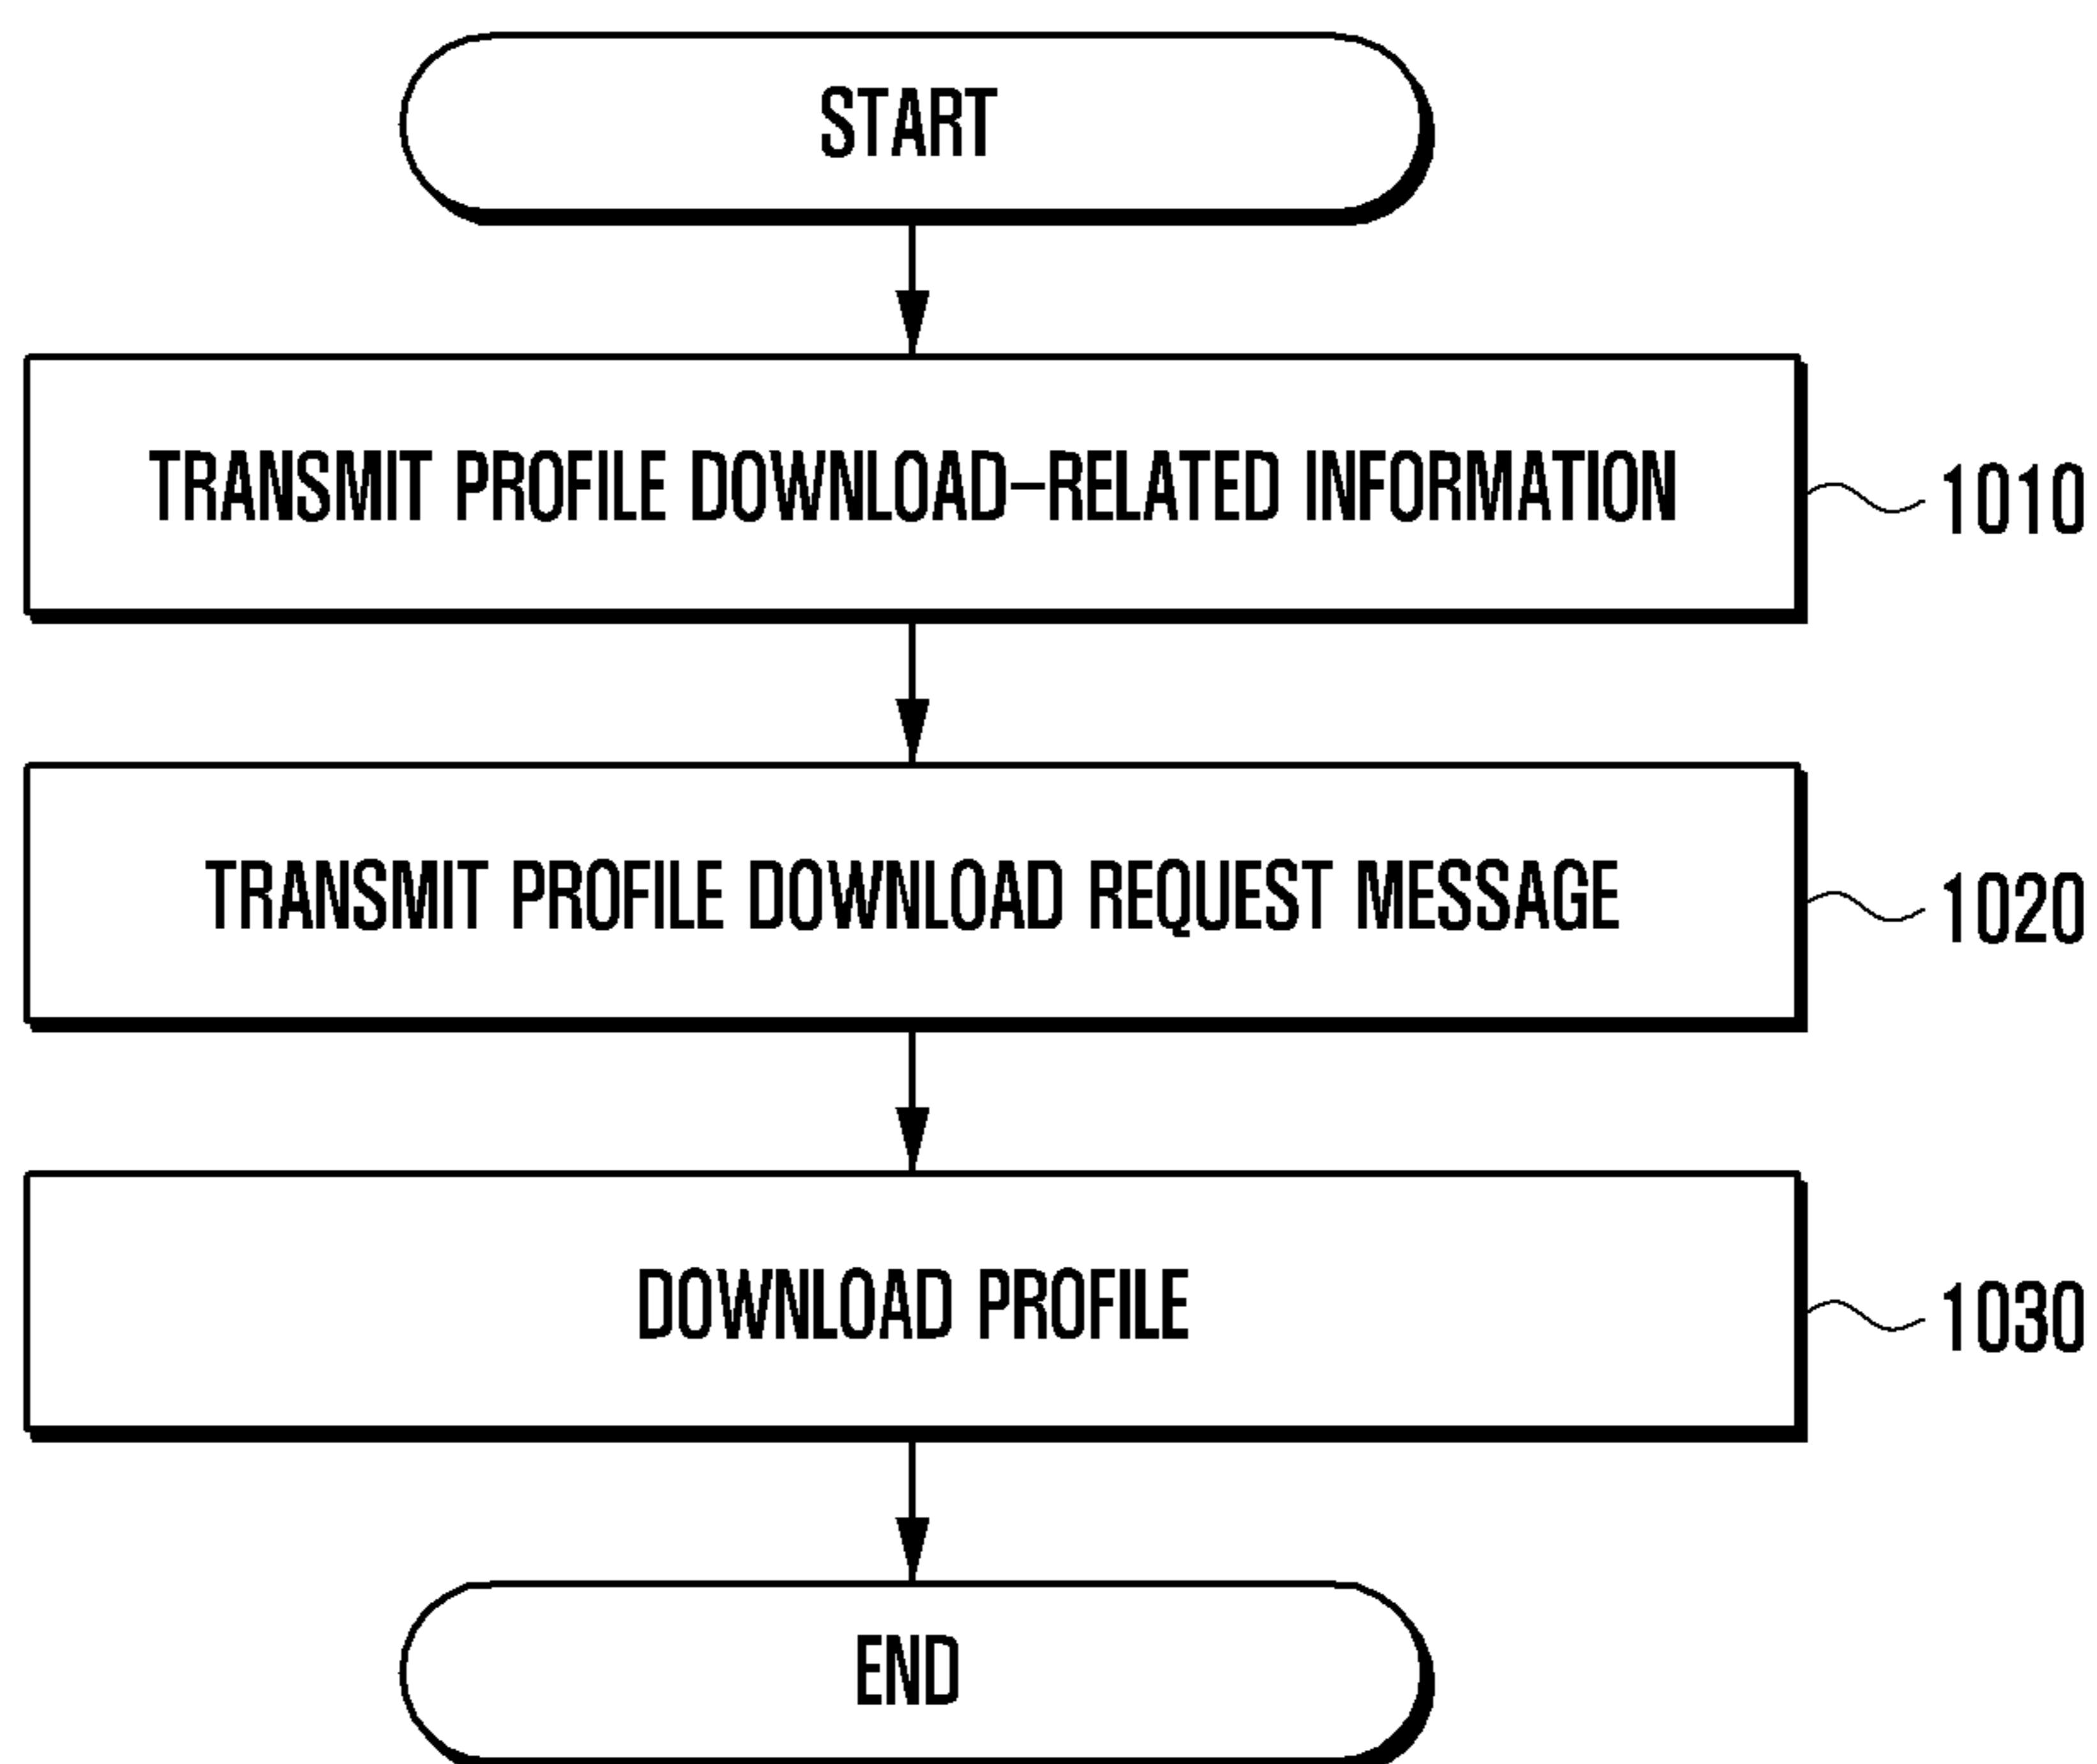 START
TRANSMIT PROFILE DOWNLOAD-RELATED INFORMATION
1010
TRANSMIT PROFILE DOWNLOAD REQUEST MESSAGE
1020
DOWNLOAD PROFILE
1030
END